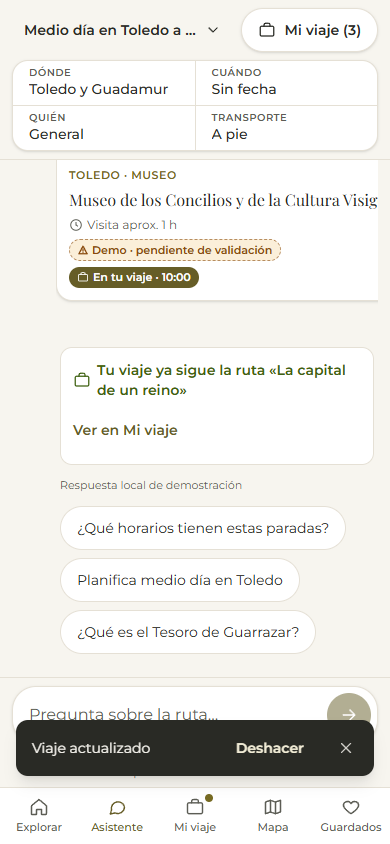 Medio día en Toledo a ...
Mi viaje (3)
DÓNDE
Toledo y Guadamur
CUÁNDO
Sin fecha
QUIÉN
General
TRANSPORTE
A pie
TOLEDO · MUSEO
Museo de los Concilios y de la Cultura Visig
Visita aprox. 1 h
Demo · pendiente de validación
En tu viaje · 10:00
Tu viaje ya sigue la ruta «La capital
de un reino»
Ver en Mi viaje
Respuesta local de demostración
¿Qué horarios tienen estas paradas?
Planifica medio día en Toledo
¿Qué es el Tesoro de Guarrazar?
Pregunta sobre la ruta...
Viaje actualizado
Deshacer
Explorar
Asistente
Mi viaje
Mapa
Guardados